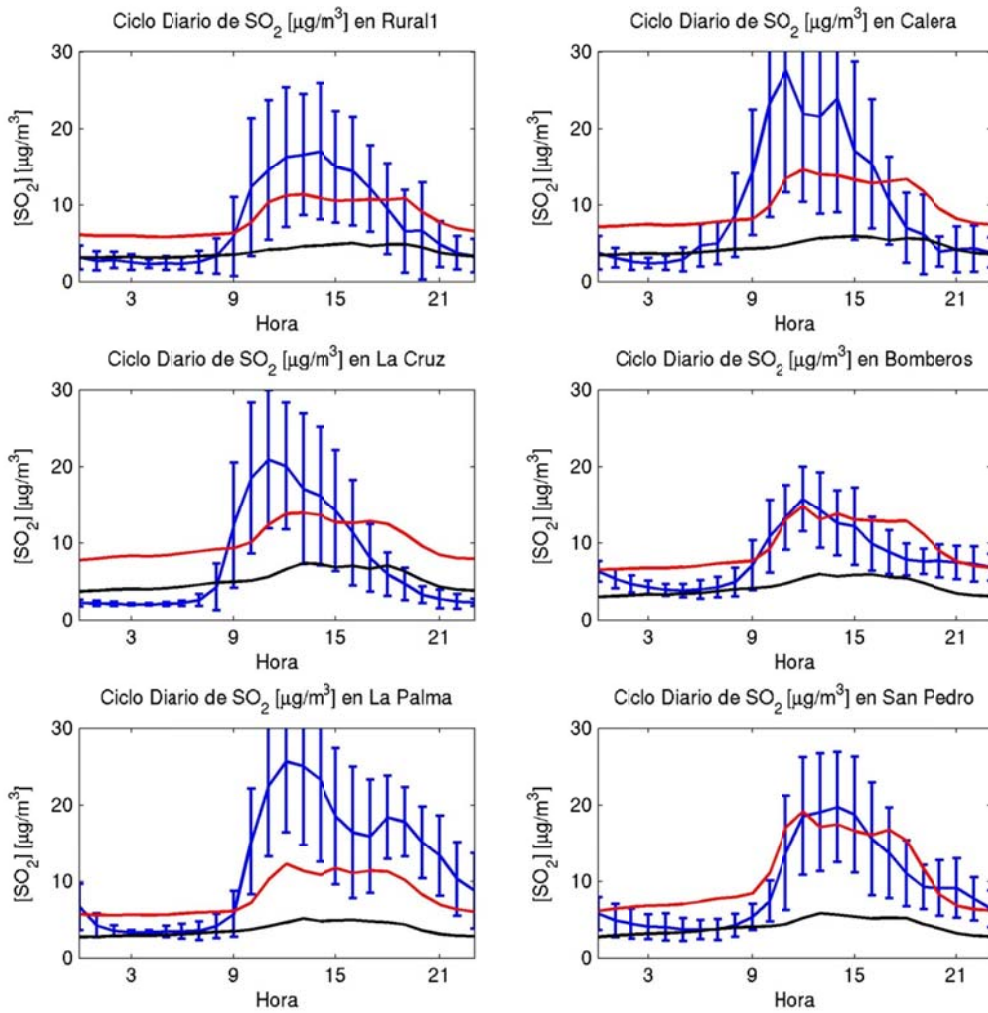 Ciclo Diario de SO2 [µg/m3] en Rural1
30
20
10
0
[SO2] [µg/m3]
3
9
15
21
Hora
Ciclo Diario de SO2 [µg/m3] en Calera
30
20
10
0
[SO2] [µg/m3]
3
9
15
21
Hora
Ciclo Diario de SO2 [µg/m3] en La Cruz
30
20
10
0
[SO2] [µg/m3]
3
9
15
21
Hora
Ciclo Diario de SO2 [µg/m3] en Bomberos
30
20
10
0
[SO2] [µg/m3]
3
9
15
21
Hora
Ciclo Diario de SO2 [µg/m3] en La Palma
30
20
10
0
[SO2] [µg/m3]
3
9
15
21
Hora
Ciclo Diario de SO2 [µg/m3] en San Pedro
30
20
10
0
[SO2] [µg/m3]
3
9
15
21
Hora